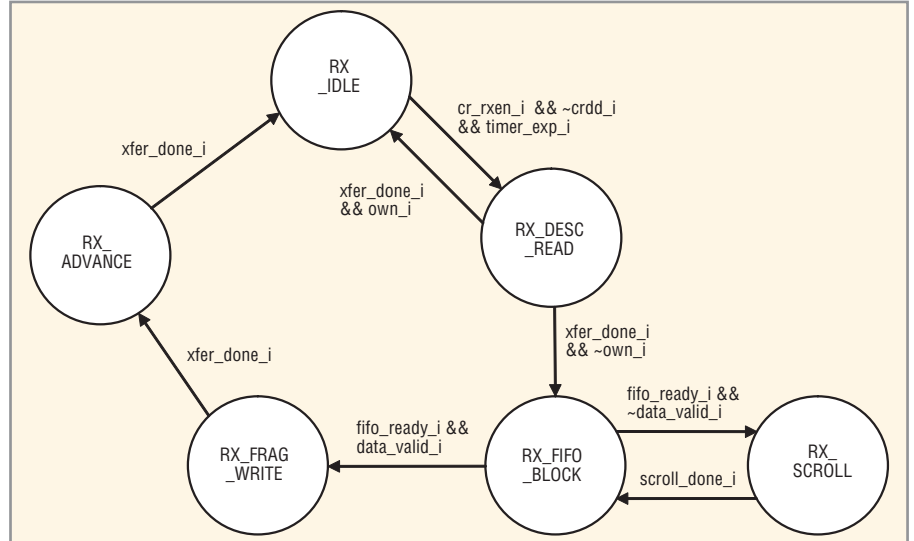 RX
_IDLE
cr_rxen_i && ~crdd_i
&& timer_exp_i
xfer_done_i
xfer_done_i
&& own_i
RX_DESC
_READ
RX_
ADVANCE
xfer_done_i
&& ~own_i
xfer_done_i
fifo_ready_i &&
~data_valid_i
fifo_ready_i &&
data_valid_i
RX_FRAG
_WRITE
RX_FIFO
_BLOCK
RX_
SCROLL
scroll_done_i